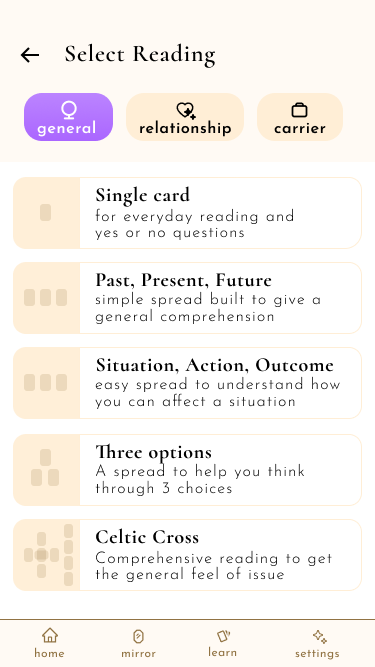 Select Reading
general
relationship
carrier
Single card
for everyday reading and
yes or no questions
Past, Present, Future
simple spread built to give a
general comprehension
Situation, Action, Outcome
easy spread to understand how
you can affect a situation
Three options
A spread to help you think
through 3 choices
Celtic Cross
Comprehensive reading to get
the general feel of issue
home
mirror
learn
settings